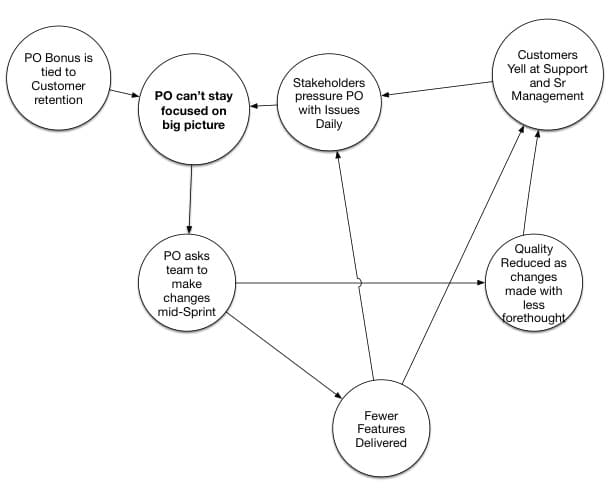 PO Bonus is
tied to
Customer
retention
PO can't stay
focused on
big picture
Stakeholders
pressure PO
with Issues
Daily
Customers
Yell at Support
and Sr
Management
PO asks
team to
make
changes
mid-Sprint
Quality
Reduced as
changes
made with
less
forethought
Fewer
Features
Delivered